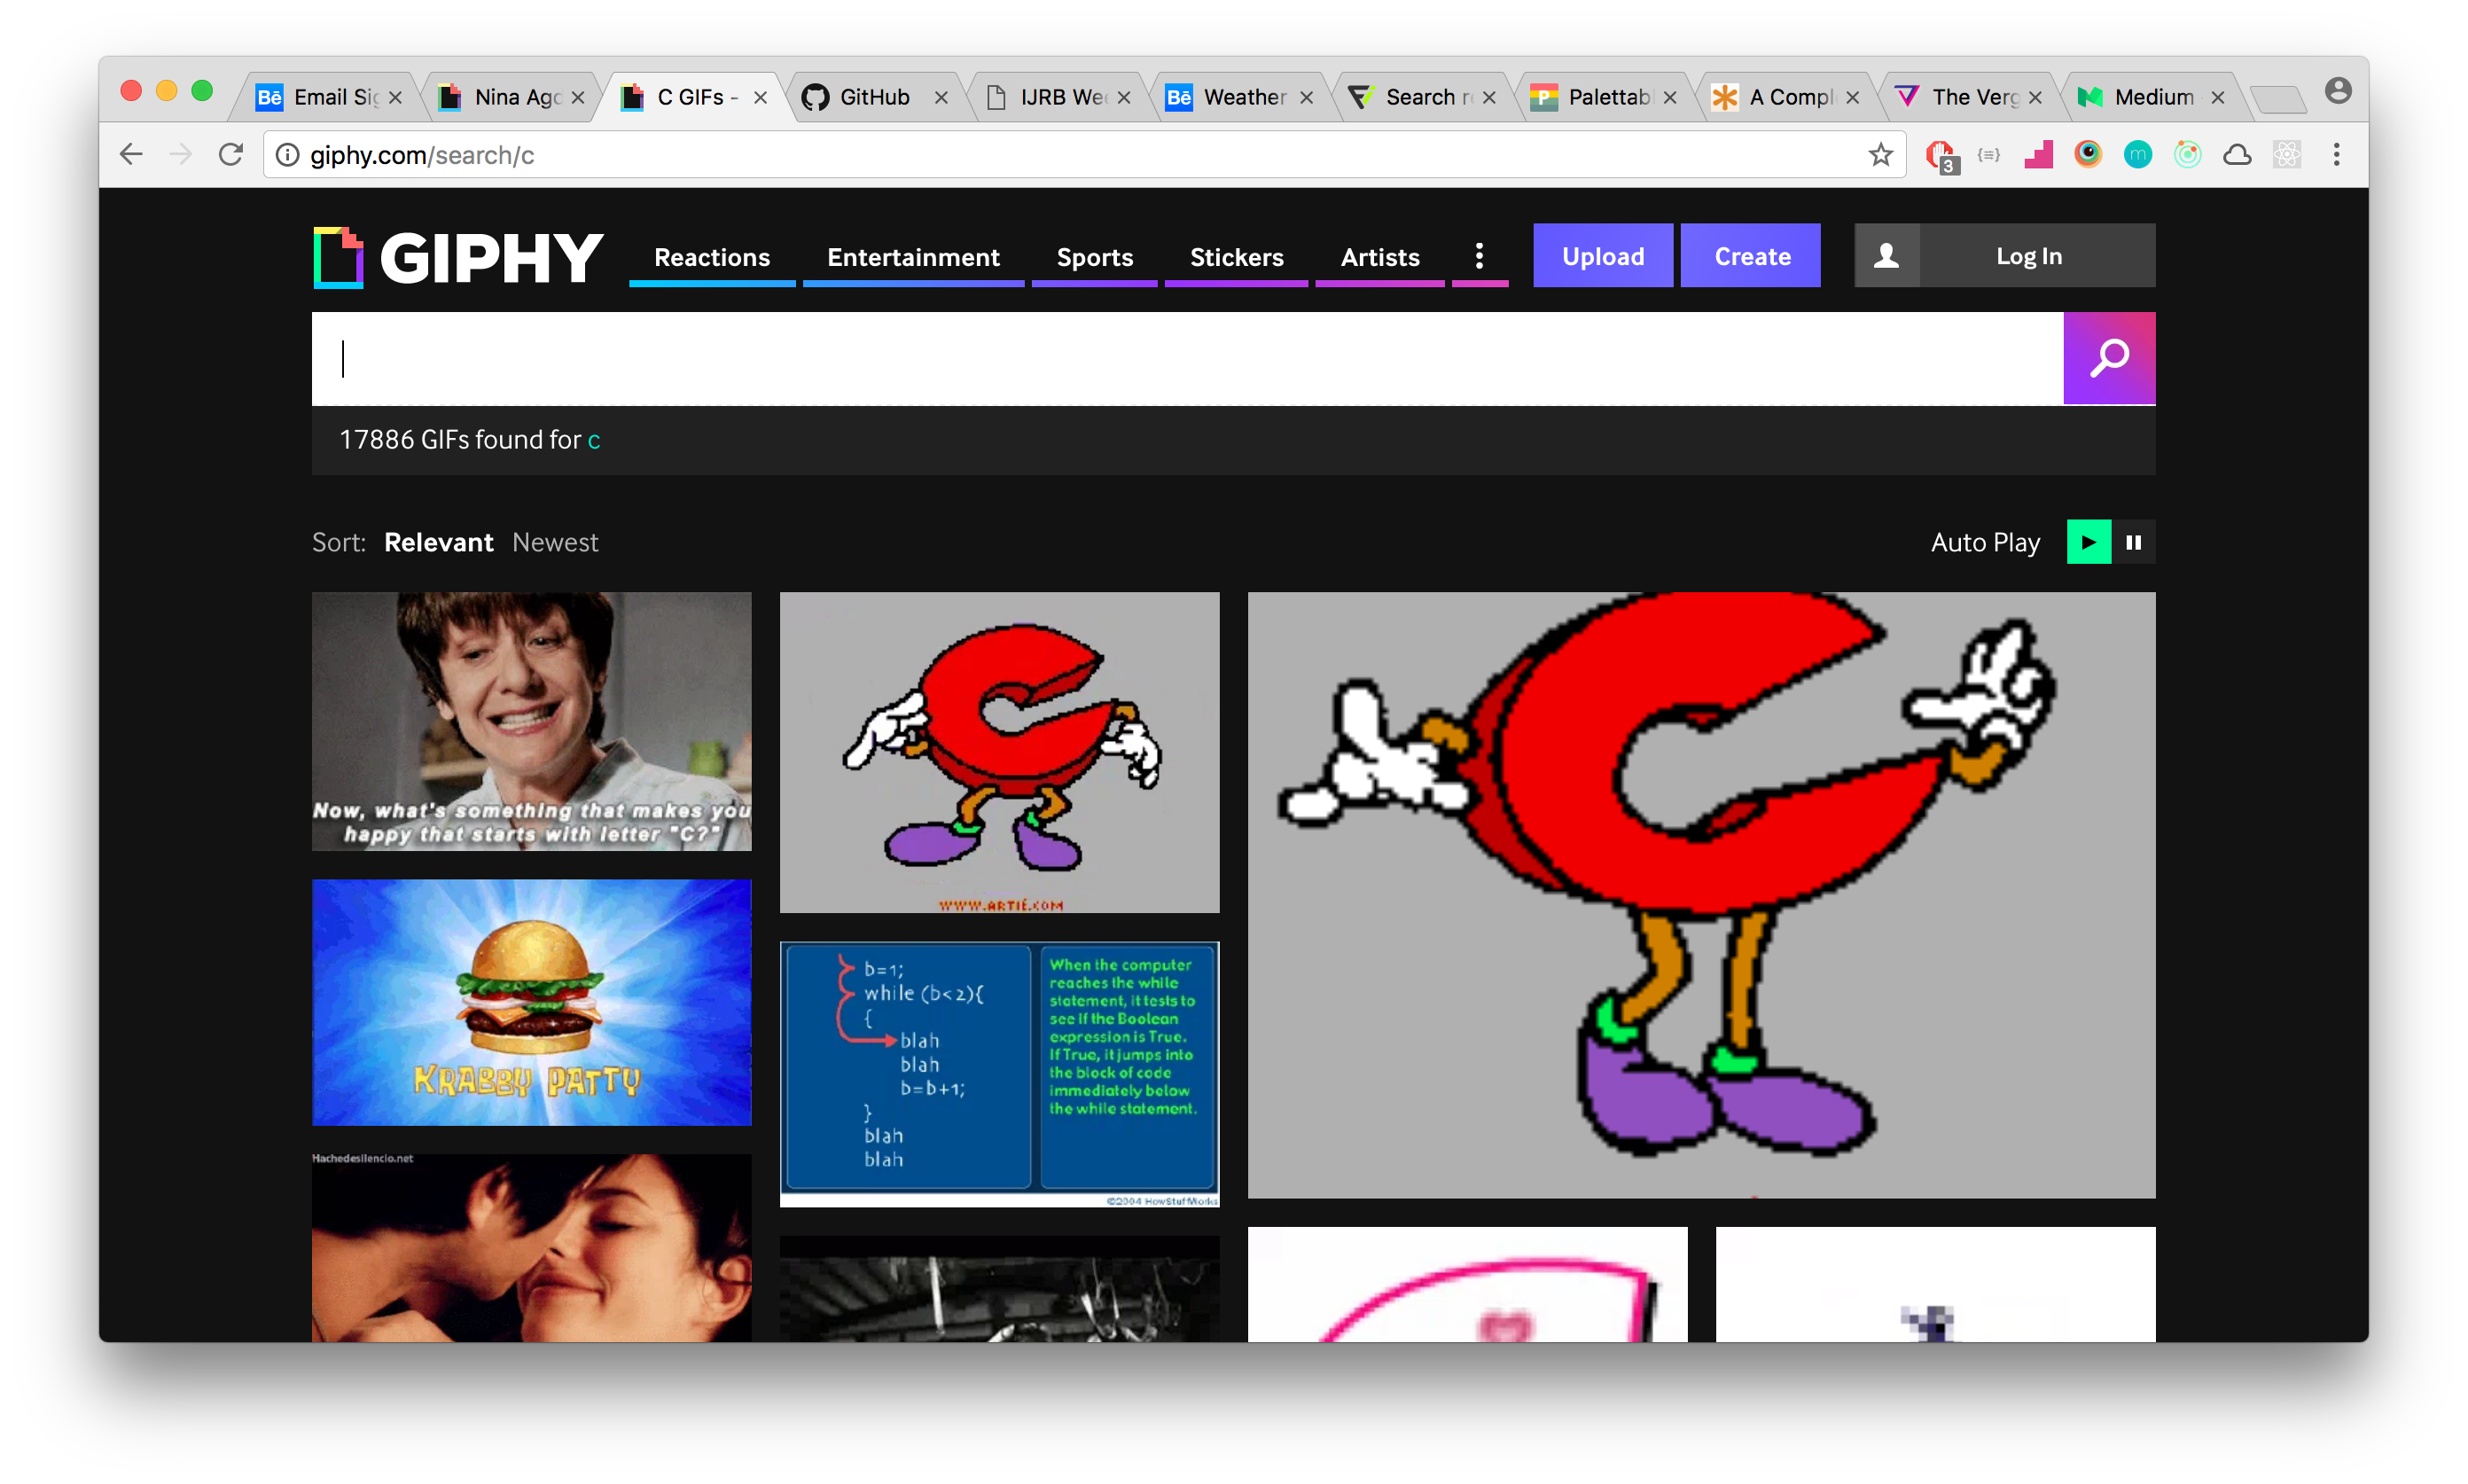 Bē Email Sig
Nina Ago
C GIFs -
GitHub
IJRB We
Bē Weather
Search r
P Palettab
A Compl
The Verg
Medium -
giphy.com/search/c
3
m
GIPHY
Reactions
Entertainment
Sports
Stickers
Artists
Upload
Create
Log In
17886 GIFs found for c
Sort: Relevant Newest
Auto Play
Now, what's something that makes you
happy that starts with letter "C?"
WWW.ARTIE.COM
KRABBY PATTY
b=1;
while (b<2){
{
blah
blah
b=b+1;
}
blah
blah
When the computer
reaches the while
statement, it tests to
see if the Boolean
expression is True.
If True, it jumps into
the block of code
immediately below
the while statement.
©2004 HowStuffWorks
Hachedesilencio.net